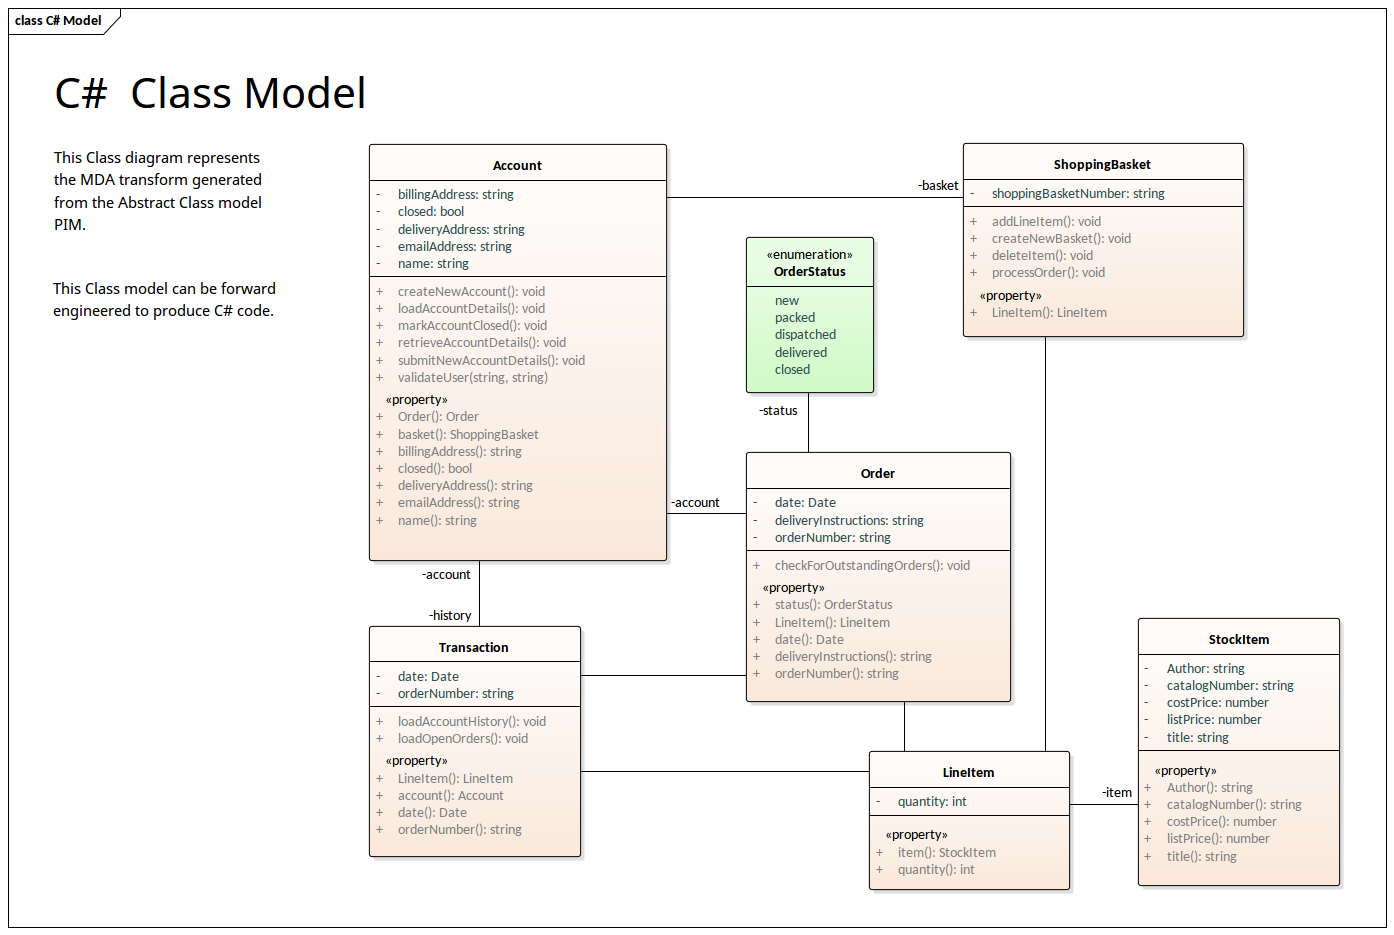 class C# Model
C# Class Model
This Class diagram represents
the MDA transform generated
from the Abstract Class model
PIM.
This Class model can be forward
engineered to produce C# code.
Account
- billingAddress: string
- closed: bool
- deliveryAddress: string
- emailAddress: string
- name: string
+ createNewAccount(): void
+ loadAccountDetails(): void
+ markAccountClosed(): void
+ retrieveAccountDetails(): void
+ submitNewAccountDetails(): void
+ validateUser(string, string)
«property»
+ Order(): Order
+ basket(): ShoppingBasket
+ billingAddress(): string
+ closed(): bool
+ deliveryAddress(): string
+ emailAddress(): string
+ name(): string
-basket
ShoppingBasket
- shoppingBasketNumber: string
+ addLineItem(): void
+ createNewBasket(): void
+ deleteItem(): void
+ processOrder(): void
«property»
+ LineItem(): LineItem
«enumeration»
OrderStatus
new
packed
dispatched
delivered
closed
-status
-account
Order
- date: Date
- deliveryInstructions: string
- orderNumber: string
+ checkForOutstandingOrders(): void
«property»
+ status(): OrderStatus
+ LineItem(): LineItem
+ date(): Date
+ deliveryInstructions(): string
+ orderNumber(): string
-account
-history
Transaction
- date: Date
- orderNumber: string
+ loadAccountHistory(): void
+ loadOpenOrders(): void
«property»
+ LineItem(): LineItem
+ account(): Account
+ date(): Date
+ orderNumber(): string
LineItem
- quantity: int
«property»
+ item(): StockItem
+ quantity(): int
-item
StockItem
- Author: string
- catalogNumber: string
- costPrice: number
- listPrice: number
- title: string
«property»
+ Author(): string
+ catalogNumber(): string
+ costPrice(): number
+ listPrice(): number
+ title(): string